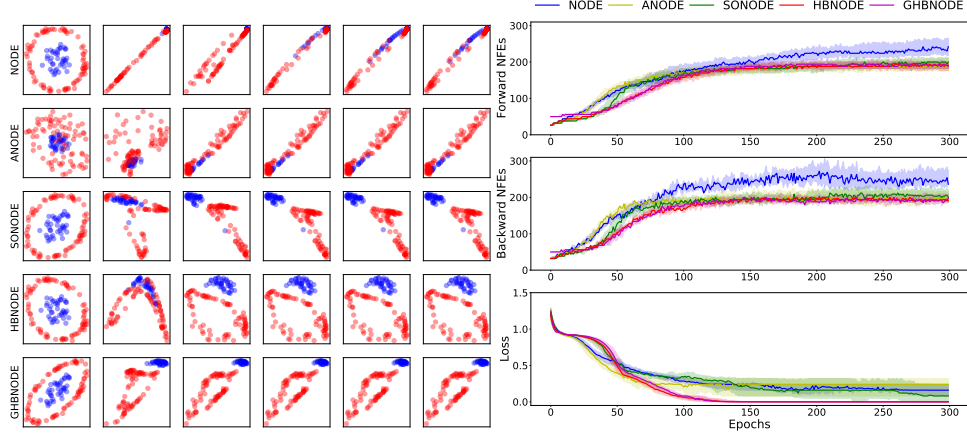 NODE
ANODE
SONODE
HBNODE
GHBNODE
NODE ANODE SONODE HBNODE GHBNODE
Forward NFEs
300
200
100
0
0 50 100 150 200 250 300
Backward NFEs
300
200
100
0
0 50 100 150 200 250 300
Loss
1.5
1.0
0.5
0.0
0 50 100 150 200 250 300
Epochs